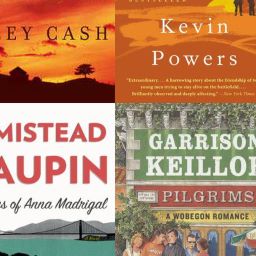 EY CASH
Kevin
Powers
"Extraordinary. . . . A harrowing story about the friendship of
young men trying to stay alive on the battlefield. . . .
Brilliantly observed and deeply affecting." — New York Times
MISTEAD
AUPIN
s of Anna Madrigal
GARRISON
KEILLOR
PILGRIMS
A WOBEGON ROMANCE